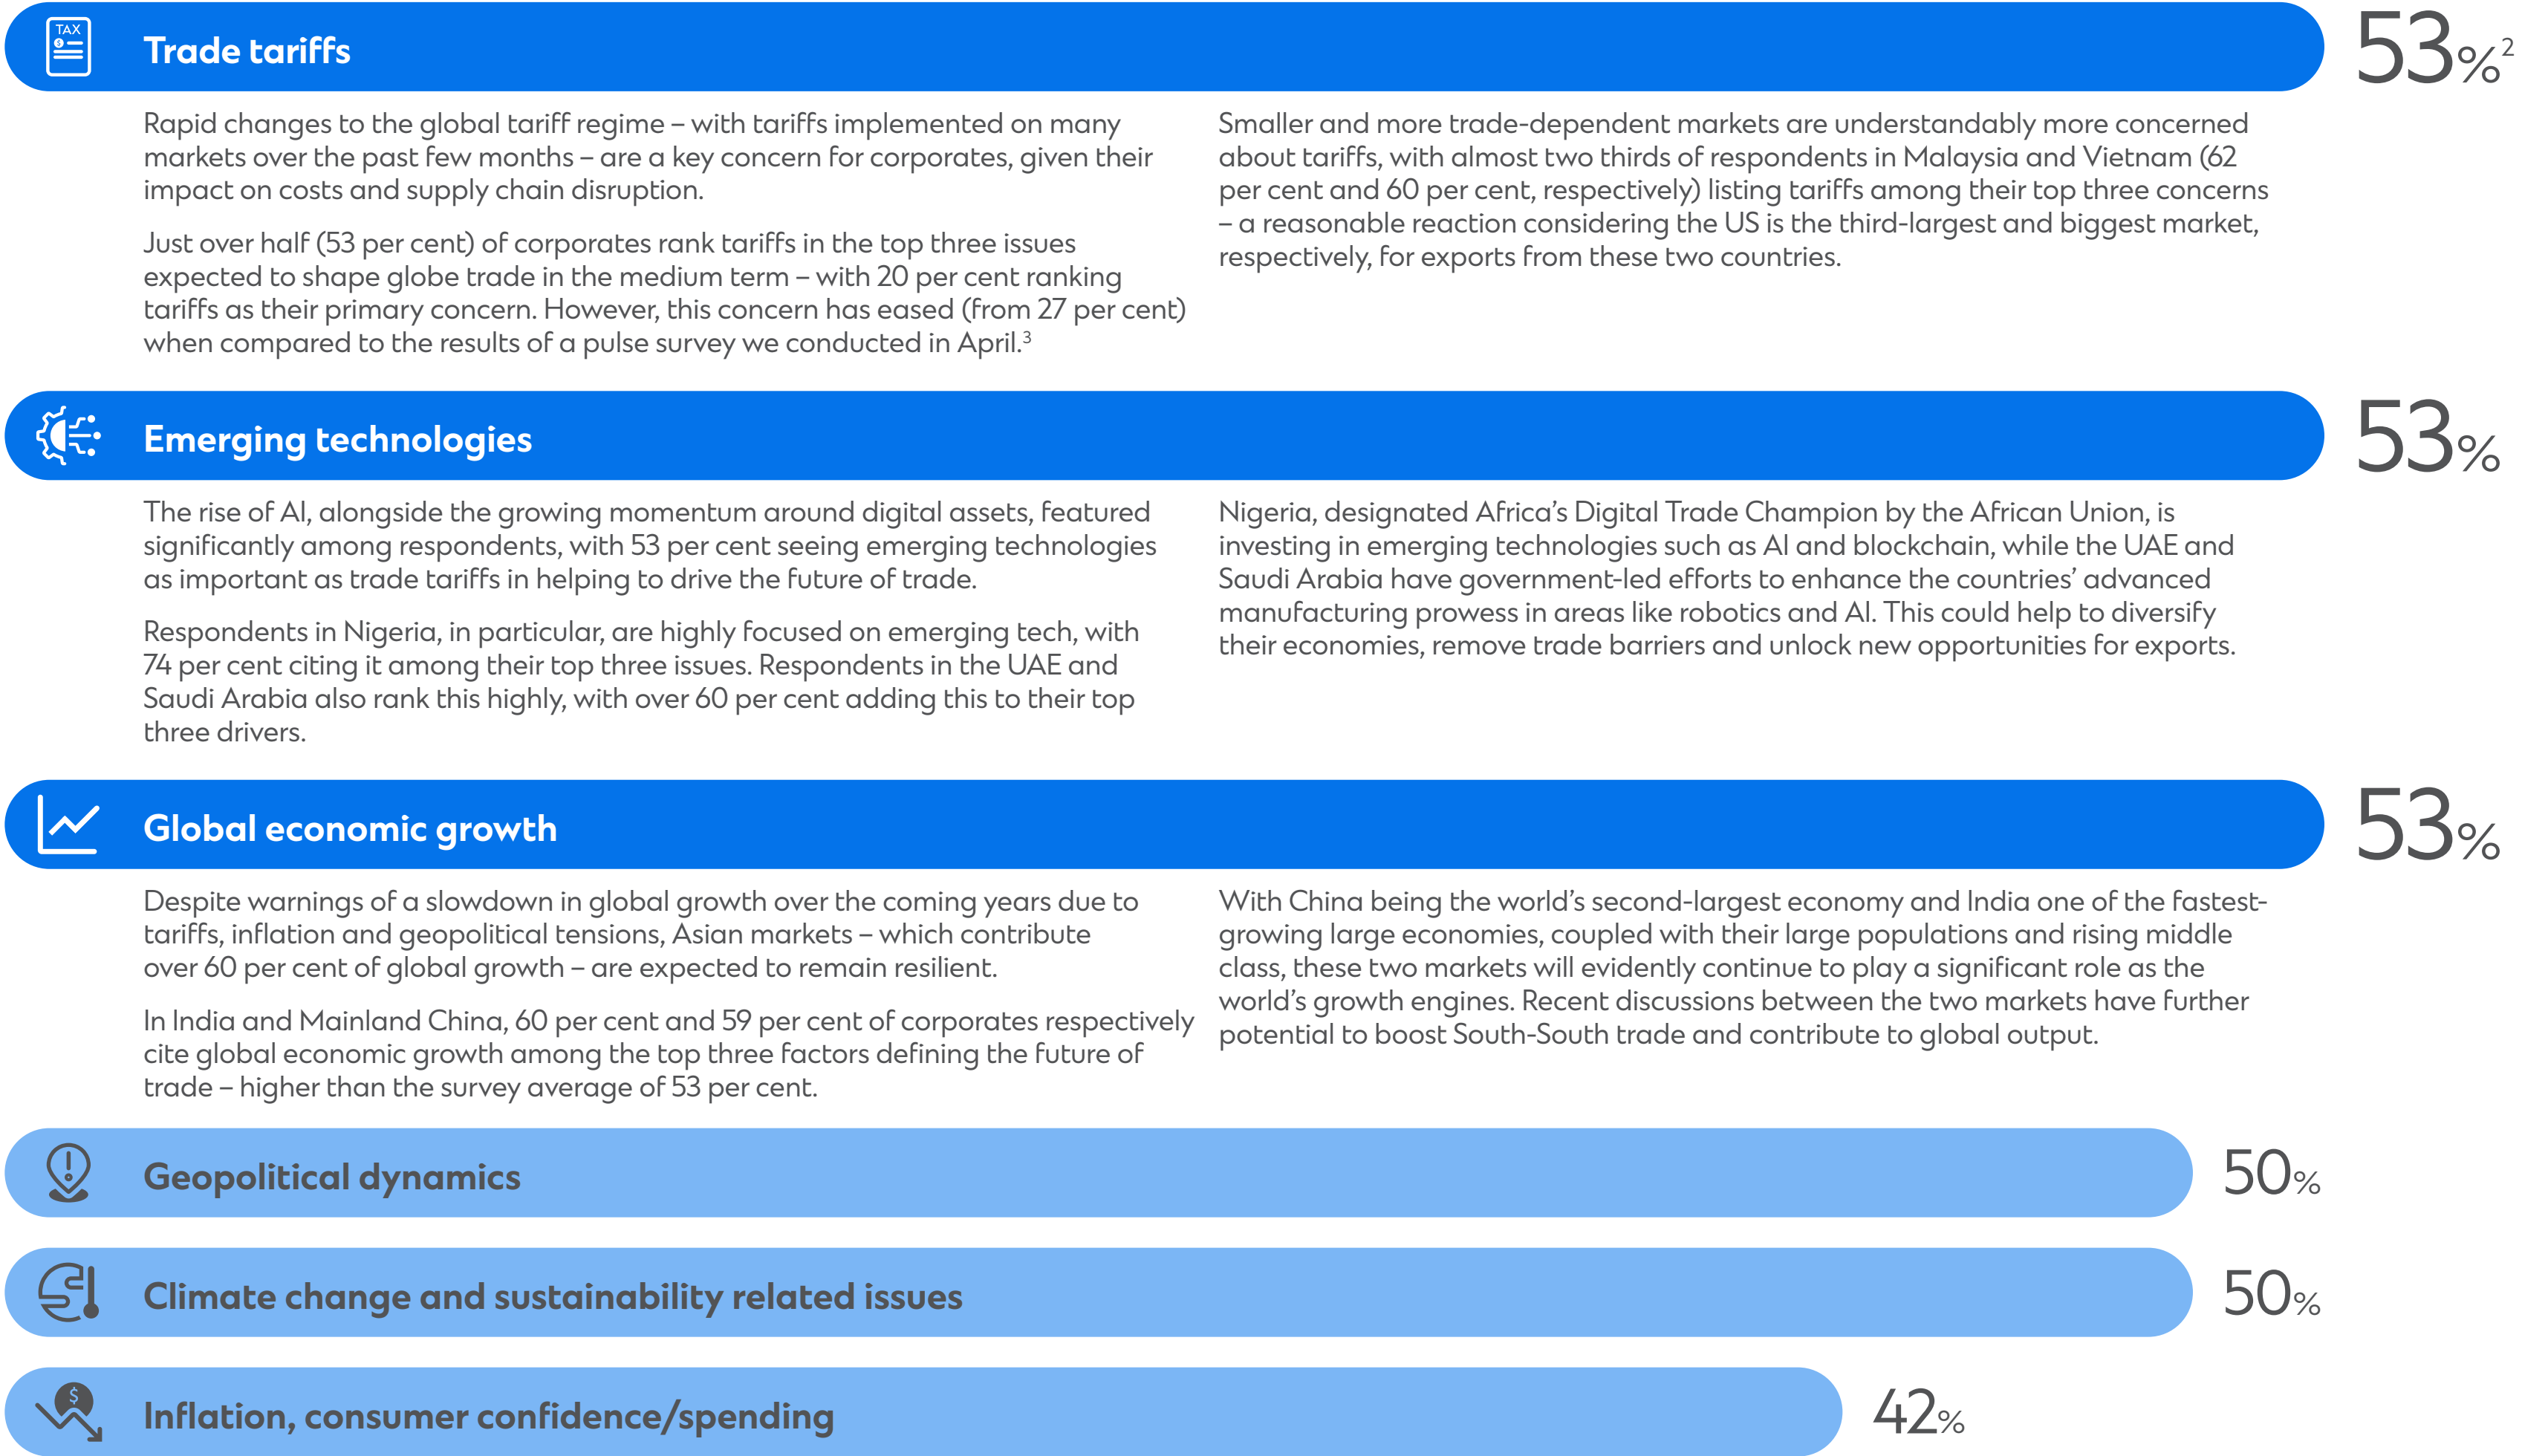 TAX
$
Trade tariffs
53%2
Rapid changes to the global tariff regime – with tariffs implemented on many
markets over the past few months – are a key concern for corporates, given their
impact on costs and supply chain disruption.
Just over half (53 per cent) of corporates rank tariffs in the top three issues
expected to shape globe trade in the medium term – with 20 per cent ranking
tariffs as their primary concern. However, this concern has eased (from 27 per cent)
when compared to the results of a pulse survey we conducted in April.3
Smaller and more trade-dependent markets are understandably more concerned
about tariffs, with almost two thirds of respondents in Malaysia and Vietnam (62
per cent and 60 per cent, respectively) listing tariffs among their top three concerns
– a reasonable reaction considering the US is the third-largest and biggest market,
respectively, for exports from these two countries.
Emerging technologies
53%
The rise of AI, alongside the growing momentum around digital assets, featured
significantly among respondents, with 53 per cent seeing emerging technologies
as important as trade tariffs in helping to drive the future of trade.
Respondents in Nigeria, in particular, are highly focused on emerging tech, with
74 per cent citing it among their top three issues. Respondents in the UAE and
Saudi Arabia also rank this highly, with over 60 per cent adding this to their top
three drivers.
Nigeria, designated Africa’s Digital Trade Champion by the African Union, is
investing in emerging technologies such as AI and blockchain, while the UAE and
Saudi Arabia have government-led efforts to enhance the countries’ advanced
manufacturing prowess in areas like robotics and AI. This could help to diversify
their economies, remove trade barriers and unlock new opportunities for exports.
Global economic growth
53%
Despite warnings of a slowdown in global growth over the coming years due to
tariffs, inflation and geopolitical tensions, Asian markets – which contribute
over 60 per cent of global growth – are expected to remain resilient.
In India and Mainland China, 60 per cent and 59 per cent of corporates respectively
cite global economic growth among the top three factors defining the future of
trade – higher than the survey average of 53 per cent.
With China being the world’s second-largest economy and India one of the fastest-
growing large economies, coupled with their large populations and rising middle
class, these two markets will evidently continue to play a significant role as the
world’s growth engines. Recent discussions between the two markets have further
potential to boost South-South trade and contribute to global output.
Geopolitical dynamics
50%
Climate change and sustainability related issues
50%
$
Inflation, consumer confidence/spending
42%